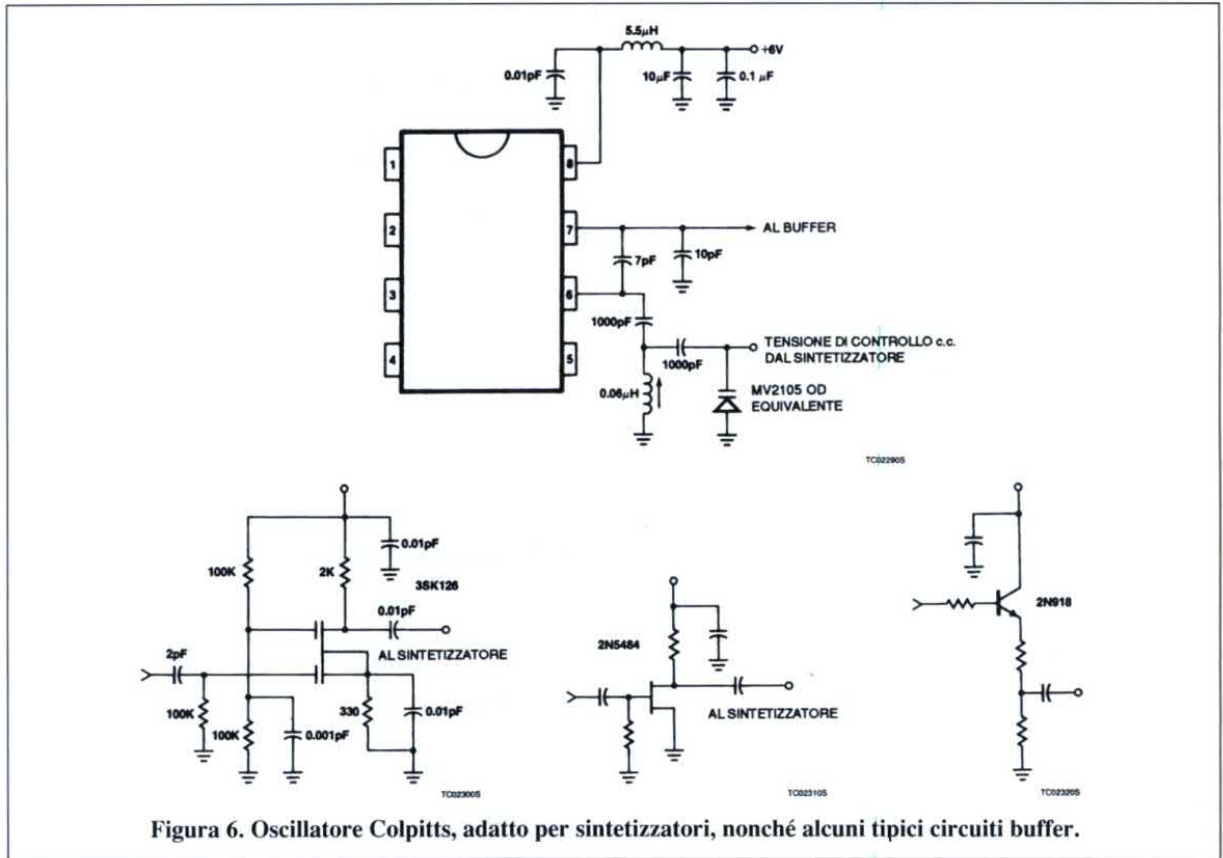 5.5µH
+6V
0.01pF
10µF
0.1 µF
1
8
2
7
AL BUFFER
7pF
10pF
3
6
1000pF
4
5
1000pF
TENSIONE DI CONTROLLO c.c.
DAL SINTETIZZATORE
0.06µH
MV2105 OD
EQUIVALENTE
TC02290S
0.01pF
100K
2K
3SK126
0.01pF
AL SINTETIZZATORE
2pF
100K
100K
0.001pF
330
0.01pF
TC02300S
2N5484
AL SINTETIZZATORE
TC02310S
2N918
TC02320S
Figura 6. Oscillatore Colpitts, adatto per sintetizzatori, nonché alcuni tipici circuiti buffer.